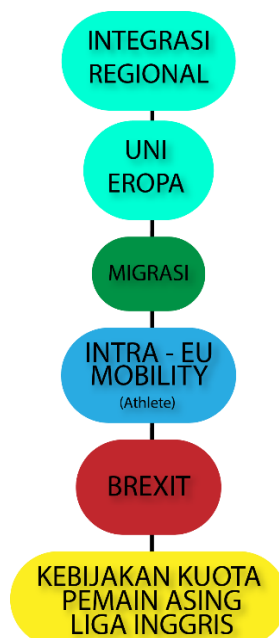 INTEGRASI
REGIONAL
UNI
EROPA
MIGRASI
INTRA - EU
MOBILITY
(Athlete)
BREXIT
KEBIJAKAN KUOTA
PEMAIN ASING
LIGA INGGRIS